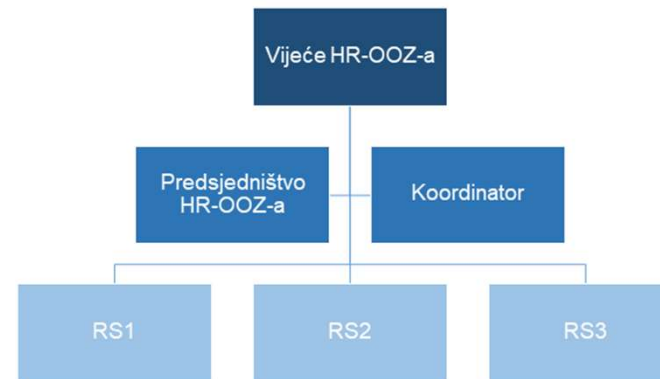 Vijeće HR-OOZ-a
Predsjedništvo
HR-OOZ-a
Koordinator
RS1
RS2
RS3